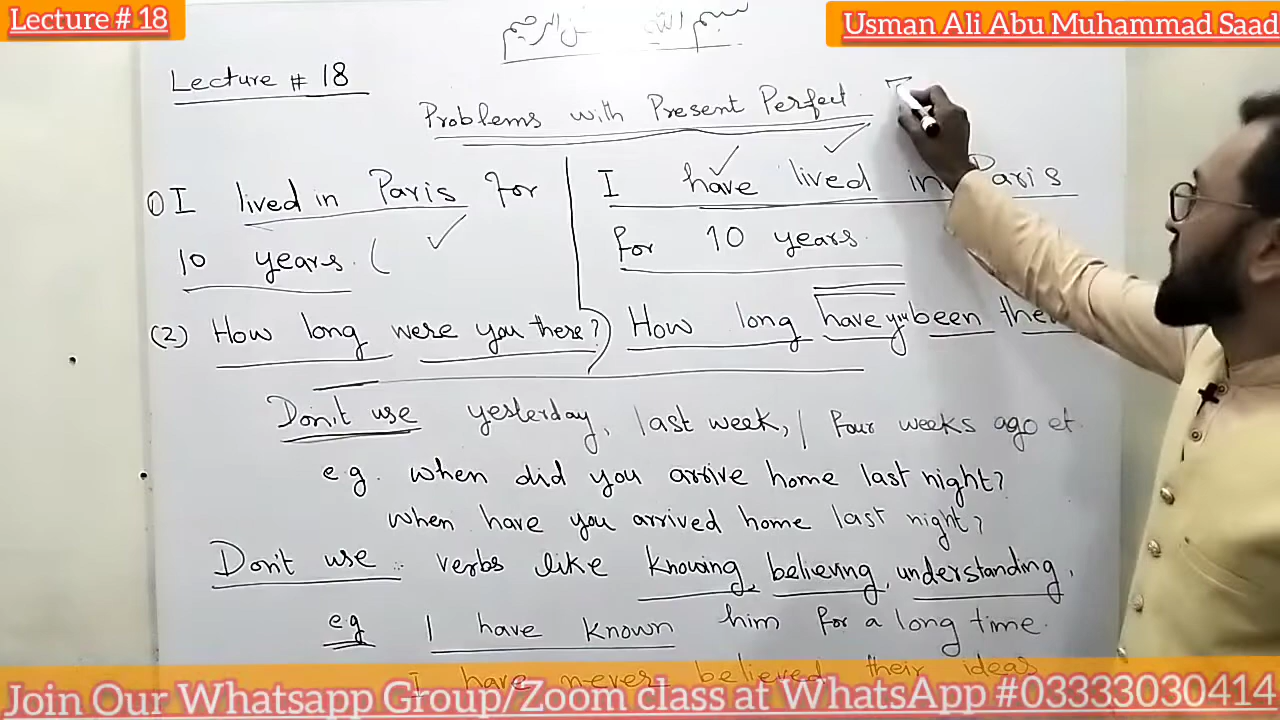 Lecture # 18
Usman Ali Abu Muhammad Saad
بسم الله الرحمن الرحيم
Lecture # 18
Problems with Present Perfect. T
① I lived in Paris for
10 years. (
I have lived in Paris
for 10 years.
(2) How long were you there?
How long have you been there
Don't use yesterday, last week, / four weeks ago et
e.g. when did you arrive home last night?
When have you arrived home last night?
Don't use :- verbs like knowing, believing, understanding,
eg I have known him for a long time.
I have never believed their ideas
Join Our Whatsapp Group/Zoom class at WhatsApp #03333030414